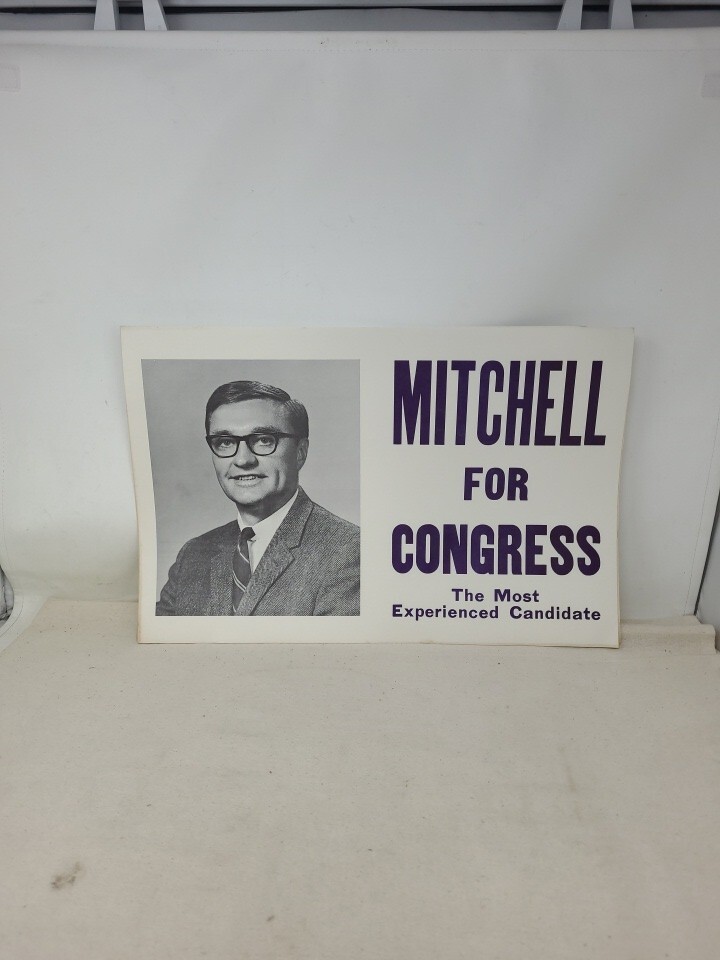 MITCHELL
FOR
CONGRESS
The Most
Experienced Candidate